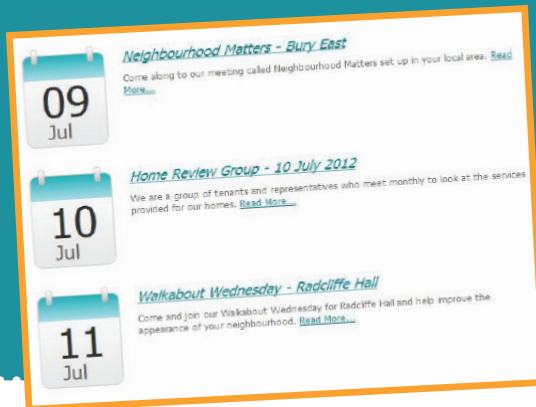 09
Jul
Neighbourhood Matters - Bury East
Come along to our meeting called Neighbourhood Matters set up in your local area. Read
More...
10
Jul
Home Review Group - 10 July 2012
We are a group of tenants and representatives who meet monthly to look at the services
provided for our homes. Read More...
11
Jul
Walkabout Wednesday - Radcliffe Hall
Come and join our Walkabout Wednesday for Radcliffe Hall and help improve the
appearance of your neighbourhood. Read More...